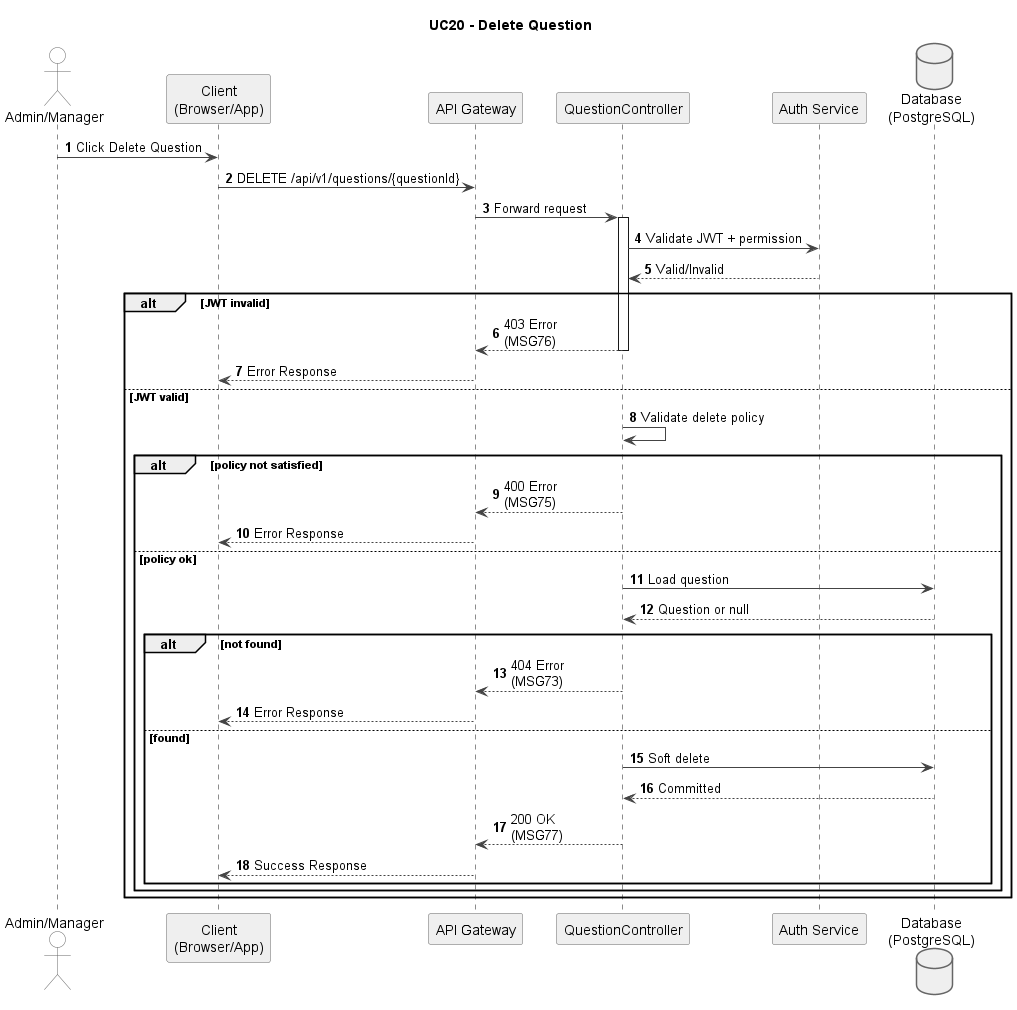 UC20 - Delete Question
Admin/Manager
Client
(Browser/App)
API Gateway
QuestionController
Auth Service
Database
(PostgreSQL)
1 Click Delete Question
2 DELETE /api/v1/questions/{questionId}
3 Forward request
4 Validate JWT + permission
5 Valid/Invalid
alt [JWT invalid]
6 403 Error
(MSG76)
7 Error Response
[JWT valid]
8 Validate delete policy
alt [policy not satisfied]
9 400 Error
(MSG75)
10 Error Response
[policy ok]
11 Load question
12 Question or null
alt [not found]
13 404 Error
(MSG73)
14 Error Response
[found]
15 Soft delete
16 Committed
17 200 OK
(MSG77)
18 Success Response
Admin/Manager
Client
(Browser/App)
API Gateway
QuestionController
Auth Service
Database
(PostgreSQL)